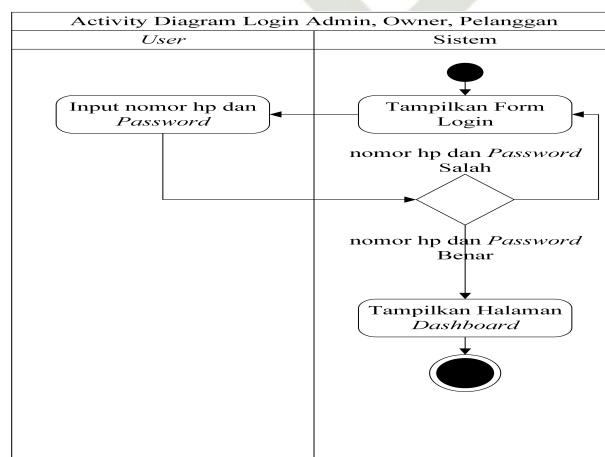 Activity Diagram Login Admin, Owner, Pelanggan
User
Sistem
Input nomor hp dan
Password
Tampilkan Form
Login
nomor hp dan Password
Salah
nomor hp dan Password
Benar
Tampilkan Halaman
Dashboard